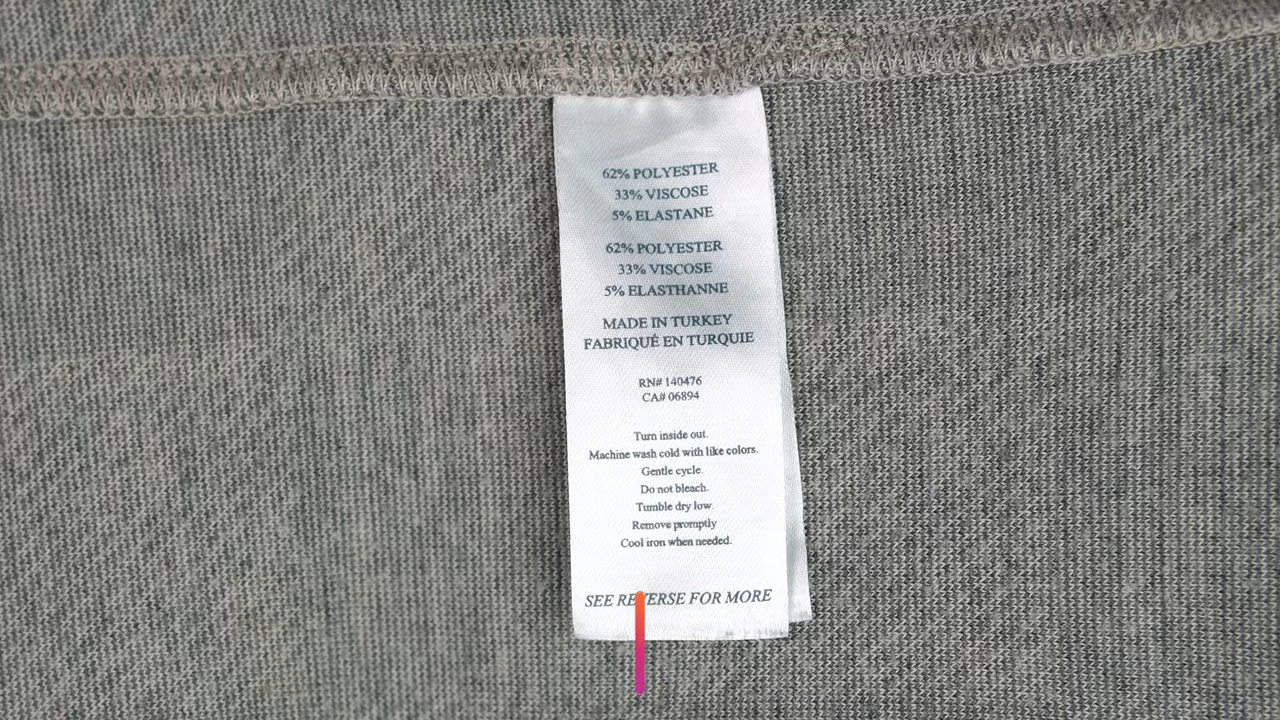 62% POLYESTER
33% VISCOSE
5% ELASTANE
62% POLYESTER
33% VISCOSE
5% ELASTHANNE
MADE IN TURKEY
FABRIQUÉ EN TURQUIE
RN# 140476
CA# 06894
Turn inside out.
Machine wash cold with like colors.
Gentle cycle.
Do not bleach.
Tumble dry low.
Remove promptly
Cool iron when needed.
SEE REVERSE FOR MORE